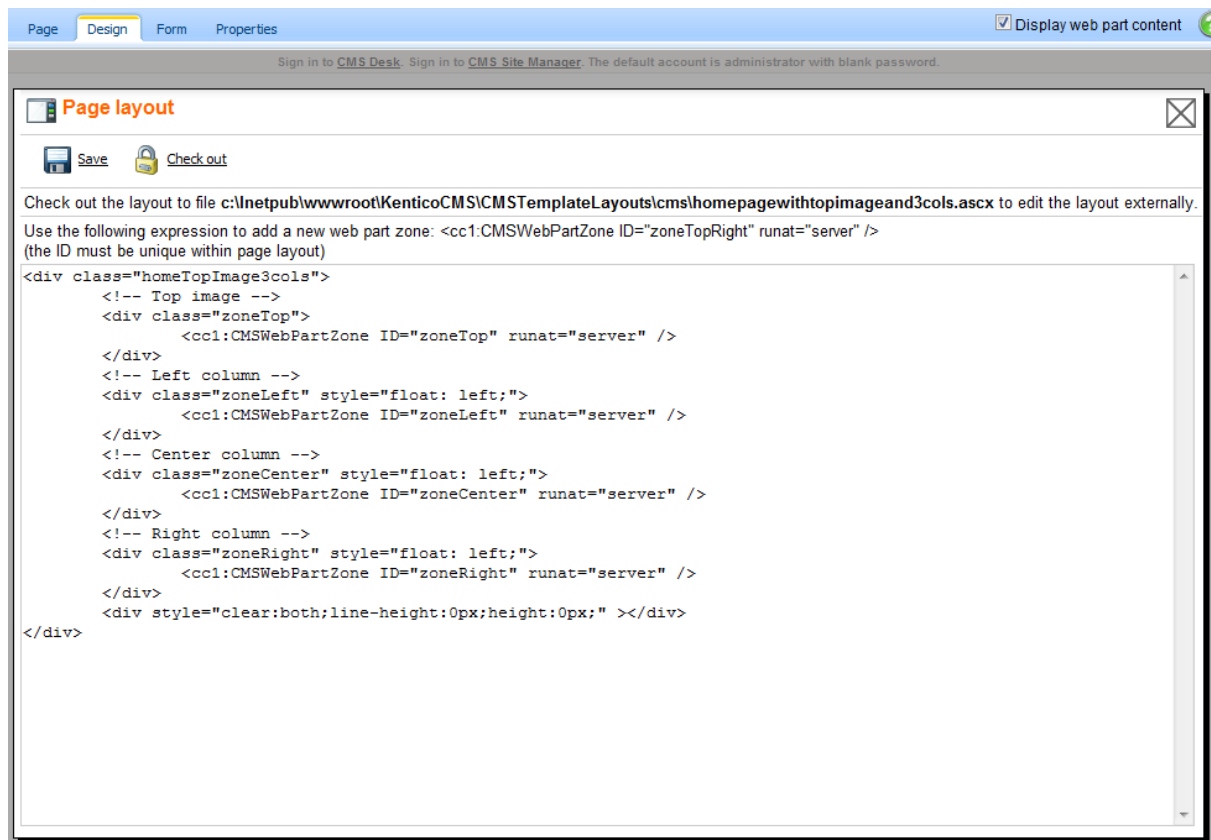 Page Design Form Properties Display web part content
Sign in to CMS Desk. Sign in to CMS Site Manager. The default account is administrator with blank password.
Page layout
Save Check out
Check out the layout to file c:\Inetpub\wwwroot\KenticoCMS\CMSTemplateLayouts\cms\homepagewithtopimageand3cols.ascx to edit the layout externally.
Use the following expression to add a new web part zone: <cc1:CMSWebPartZone ID="zoneTopRight" runat="server" />
(the ID must be unique within page layout)
<div class="homeTopImage3cols">
<!-- Top image -->
<div class="zoneTop">
<cc1:CMSWebPartZone ID="zoneTop" runat="server" />
</div>
<!-- Left column -->
<div class="zoneLeft" style="float: left;">
<cc1:CMSWebPartZone ID="zoneLeft" runat="server" />
</div>
<!-- Center column -->
<div class="zoneCenter" style="float: left;">
<cc1:CMSWebPartZone ID="zoneCenter" runat="server" />
</div>
<!-- Right column -->
<div class="zoneRight" style="float: left;">
<cc1:CMSWebPartZone ID="zoneRight" runat="server" />
</div>
<div style="clear:both;line-height:0px;height:0px;" ></div>
</div>